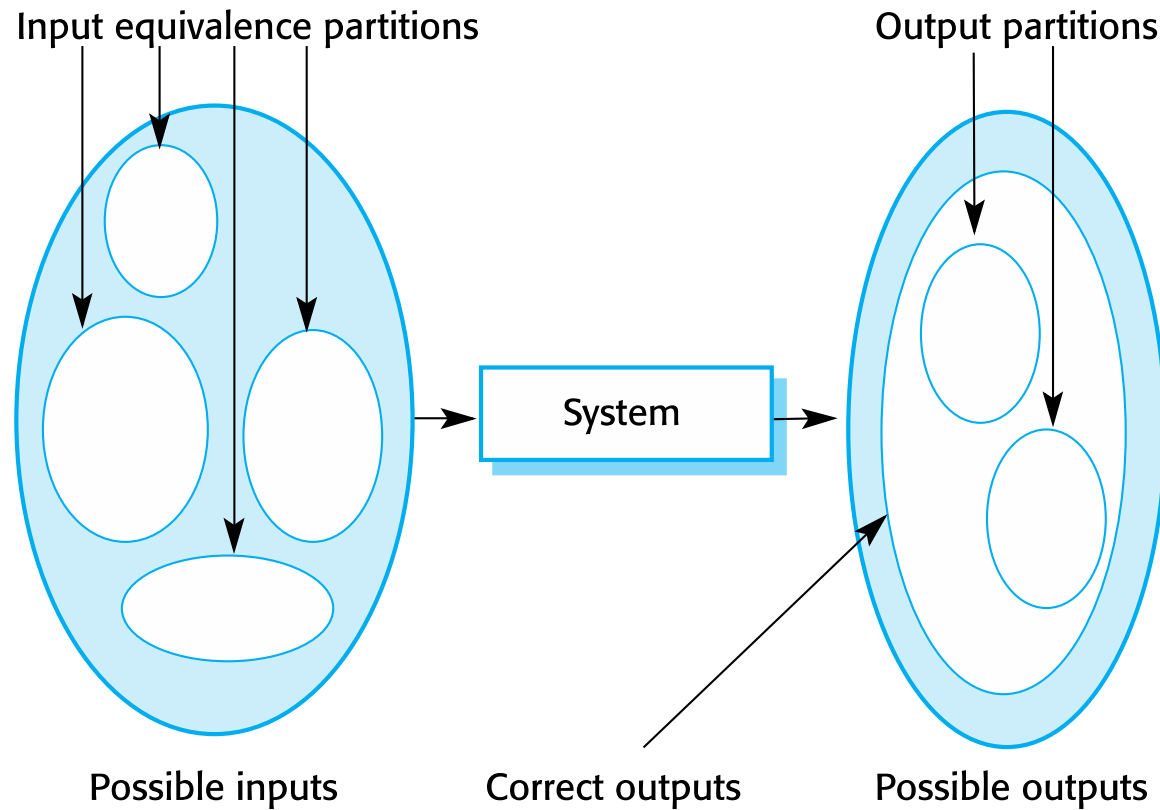 Input equivalence partitions
Output partitions
System
Possible inputs
Correct outputs
Possible outputs